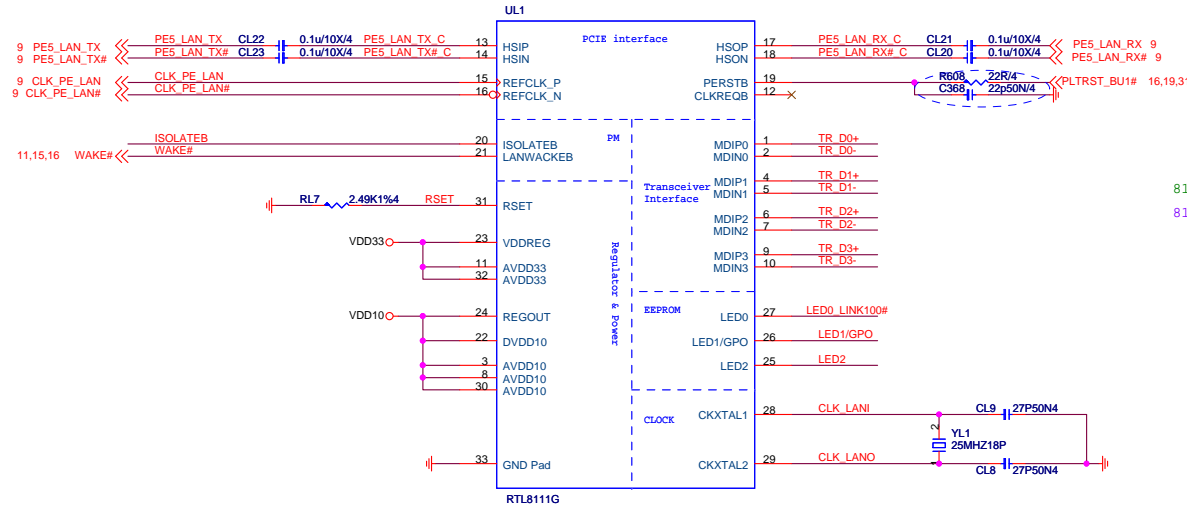 UL1
PCIE interface
9 PE5_LAN_TX PE5_LAN_TX CL22 0.1u/10X/4 PE5_LAN_TX_C 13 HSIP
9 PE5_LAN_TX# PE5_LAN_TX# CL23 0.1u/10X/4 PE5_LAN_TX#_C 14 HSIN
HSOP 17 PE5_LAN_RX_C CL21 0.1u/10X/4 PE5_LAN_RX 9
HSON 18 PE5_LAN_RX#_C CL20 0.1u/10X/4 PE5_LAN_RX# 9
9 CLK_PE_LAN CLK_PE_LAN 15 REFCLK_P
9 CLK_PE_LAN# CLK_PE_LAN# 16 REFCLK_N
PERSTB 19 R608 22R/4 PLTRST_BU1# 16,19,31
CLKREQB 12 C368 22p50N/4
PM
ISOLATEB 20 ISOLATEB
11,15,16 WAKE# WAKE# 21 LANWACKEB
MDIP0 1 TR_D0+
MDIN0 2 TR_D0-
Transceiver
Interface
MDIP1 4 TR_D1+
MDIN1 5 TR_D1-
81
81
RL7 2.49K1%4 RSET 31 RSET
MDIP2 6 TR_D2+
MDIN2 7 TR_D2-
VDD33 23 VDDREG
11 AVDD33
32 AVDD33
MDIP3 9 TR_D3+
MDIN3 10 TR_D3-
Regulator & Power
EEPROM
VDD10 24 REGOUT
22 DVDD10
3 AVDD10
8 AVDD10
30 AVDD10
LED0 27 LED0_LINK100#
LED1/GPO 26 LED1/GPO
LED2 25 LED2
CLOCK
CKXTAL1 28 CLK_LANI CL9 27P50N4
2
YL1
25MHZ18P
1
33 GND Pad
CKXTAL2 29 CLK_LANO CL8 27P50N4
RTL8111G